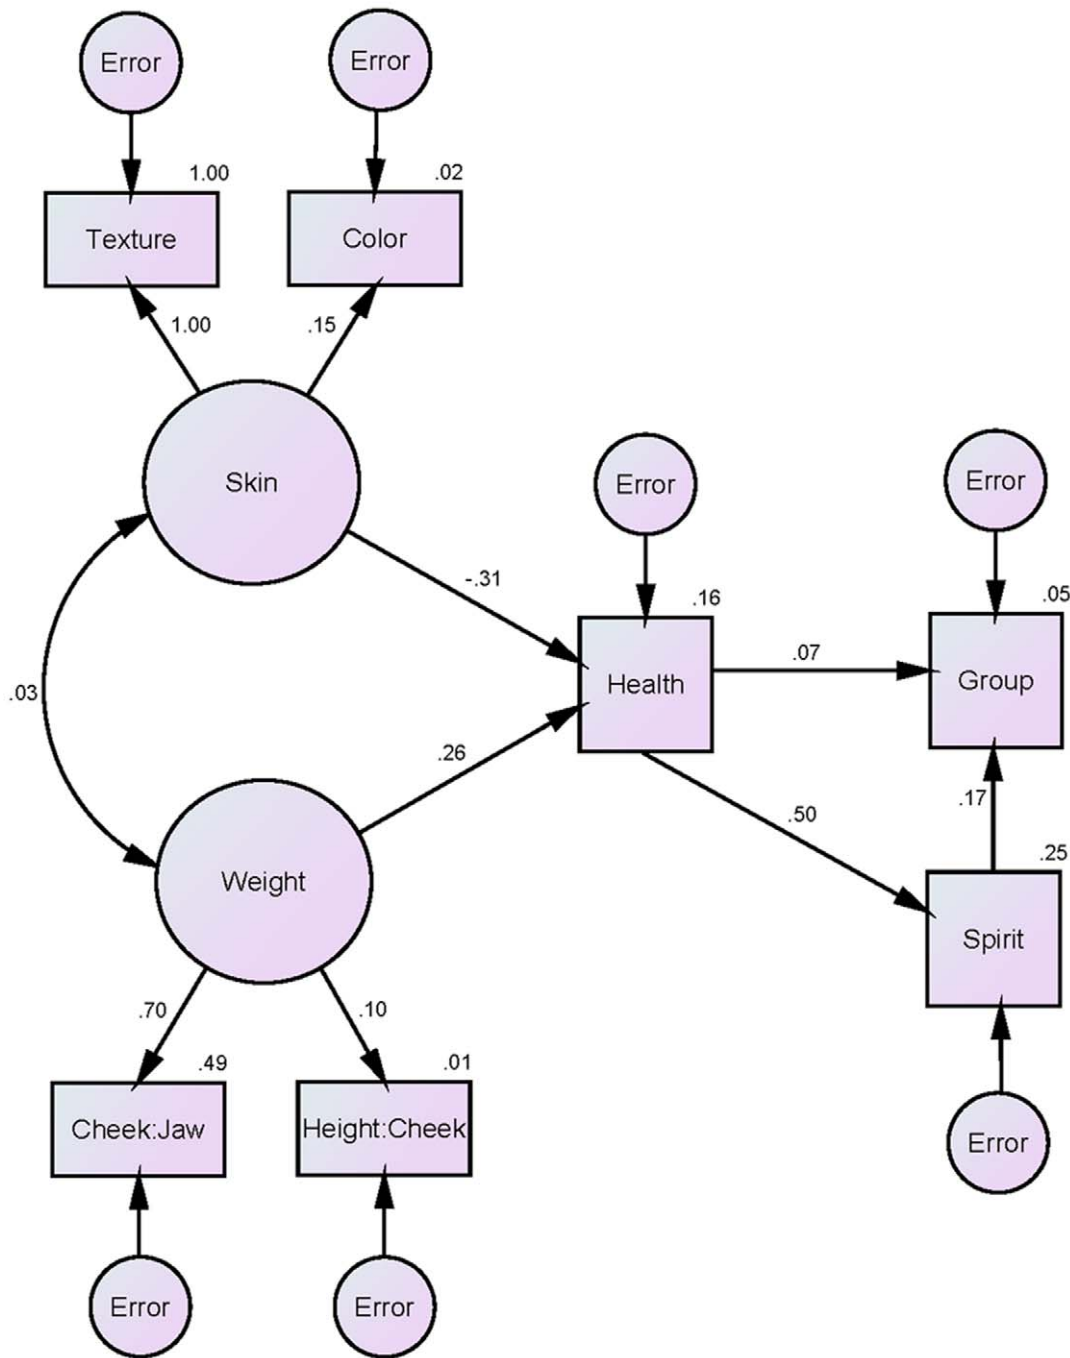 Error
Error
1.00
.02
Texture
Color
1.00
.15
Skin
Error
Error
-.31
.16
.05
.03
Health
.07
Group
.26
.50
.17
Weight
.25
Spirit
.70
.10
.49
.01
Cheek:Jaw
Height:Cheek
Error
Error
Error